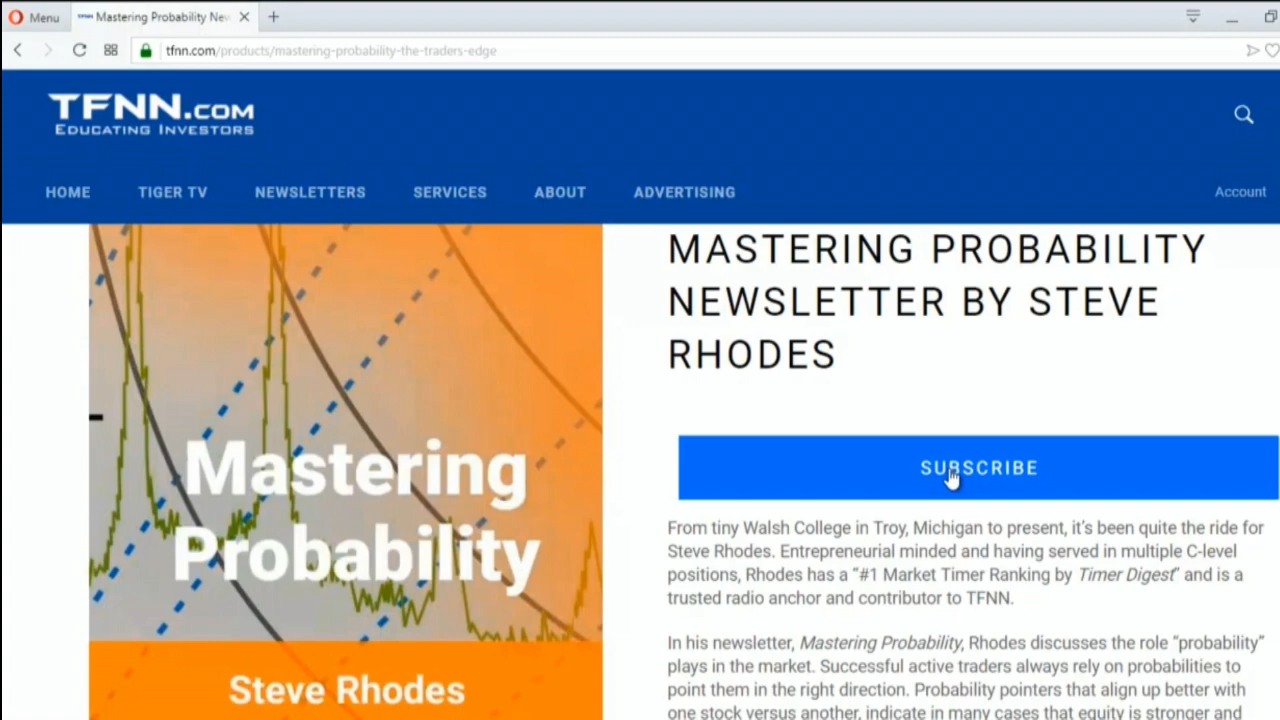 Menu
Mastering Probability New
tfnn.com/products/mastering-probability-the-traders-edge
TFNN.COM
EDUCATING INVESTORS
HOME TIGER TV NEWSLETTERS SERVICES ABOUT ADVERTISING Account
MASTERING PROBABILITY
NEWSLETTER BY STEVE
RHODES
SUBSCRIBE
From tiny Walsh College in Troy, Michigan to present, it's been quite the ride for
Steve Rhodes. Entrepreneurial minded and having served in multiple C-level
positions, Rhodes has a “#1 Market Timer Ranking by Timer Digest” and is a
trusted radio anchor and contributor to TFNN.
In his newsletter, Mastering Probability, Rhodes discusses the role “probability”
plays in the market. Successful active traders always rely on probabilities to
point them in the right direction. Probability pointers that align up better with
one stock versus another, indicate in many cases that equity is stronger and
Mastering
Probability
Steve Rhodes